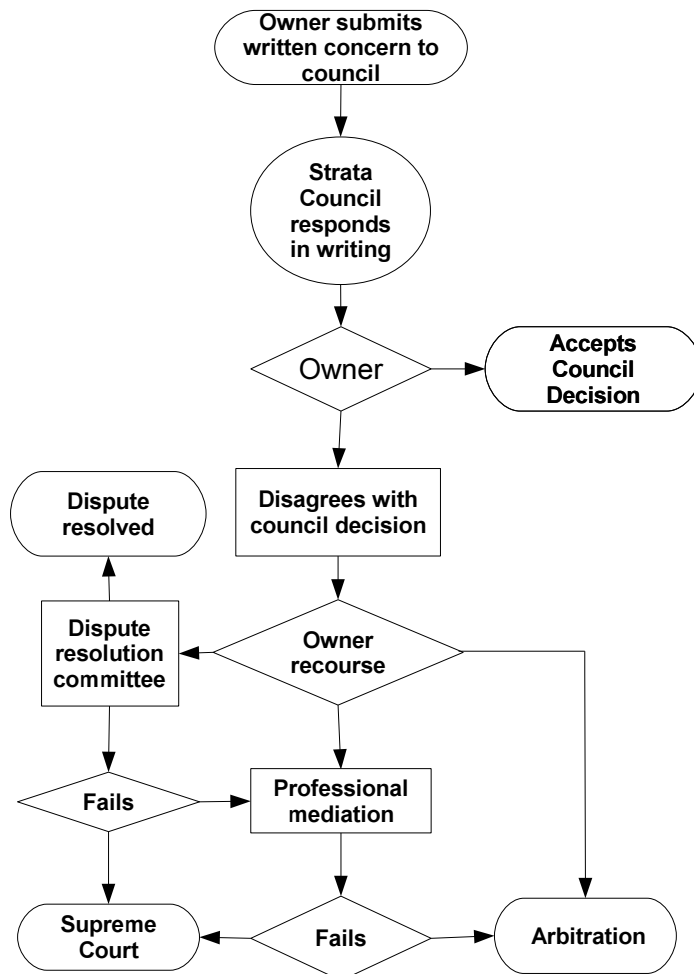 Owner submits
written concern to
council
Strata
Council
responds
in writing
Owner
Accepts
Council
Decision
Disagrees with
council decision
Dispute
resolved
Owner
recourse
Dispute
resolution
committee
Fails
Professional
mediation
Supreme
Court
Fails
Arbitration